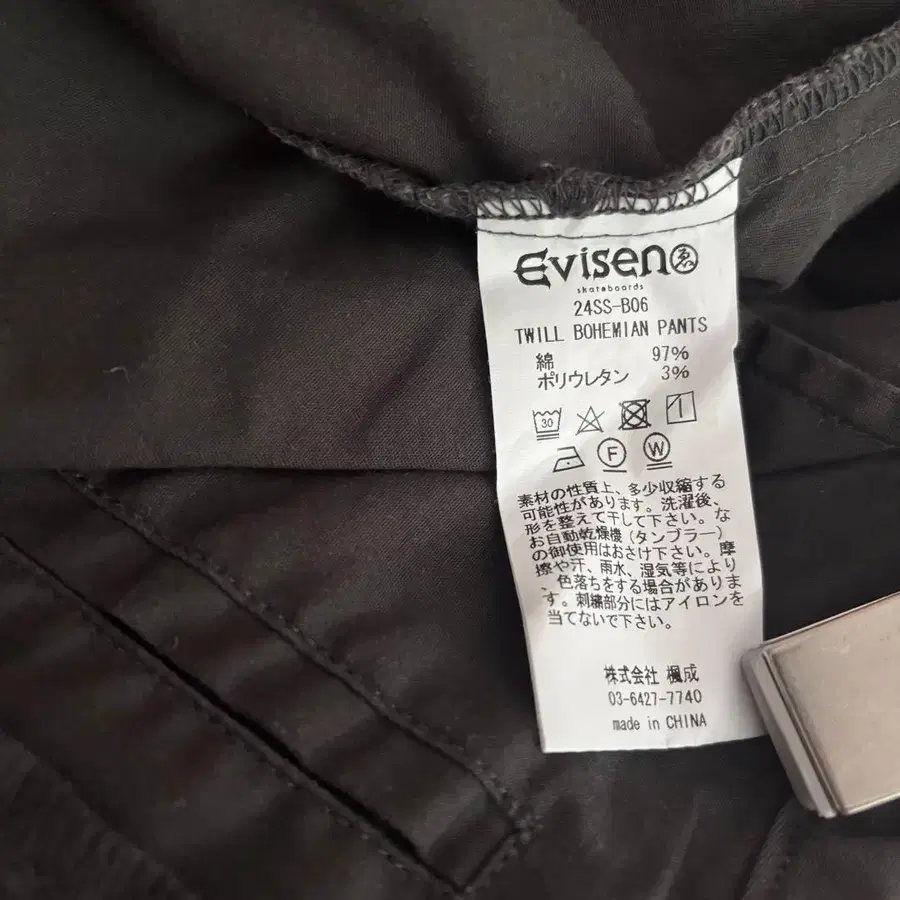 Evisen ゑ
skateboards
24SS-B06
TWILL BOHEMIAN PANTS
綿 97%
ポリウレタン 3%
30
F W
素材の性質上、多少収縮する
可能性があります。洗濯後、
形を整えて干して下さい。な
お自動乾燥機(タンブラー)
の御使用はおさけ下さい。摩
擦や汗、雨水、湿気等により
、色落ちをする場合がありま
す。刺繍部分にはアイロンを
当てないで下さい。
株式会社 楓成
03-6427-7740
made in CHINA